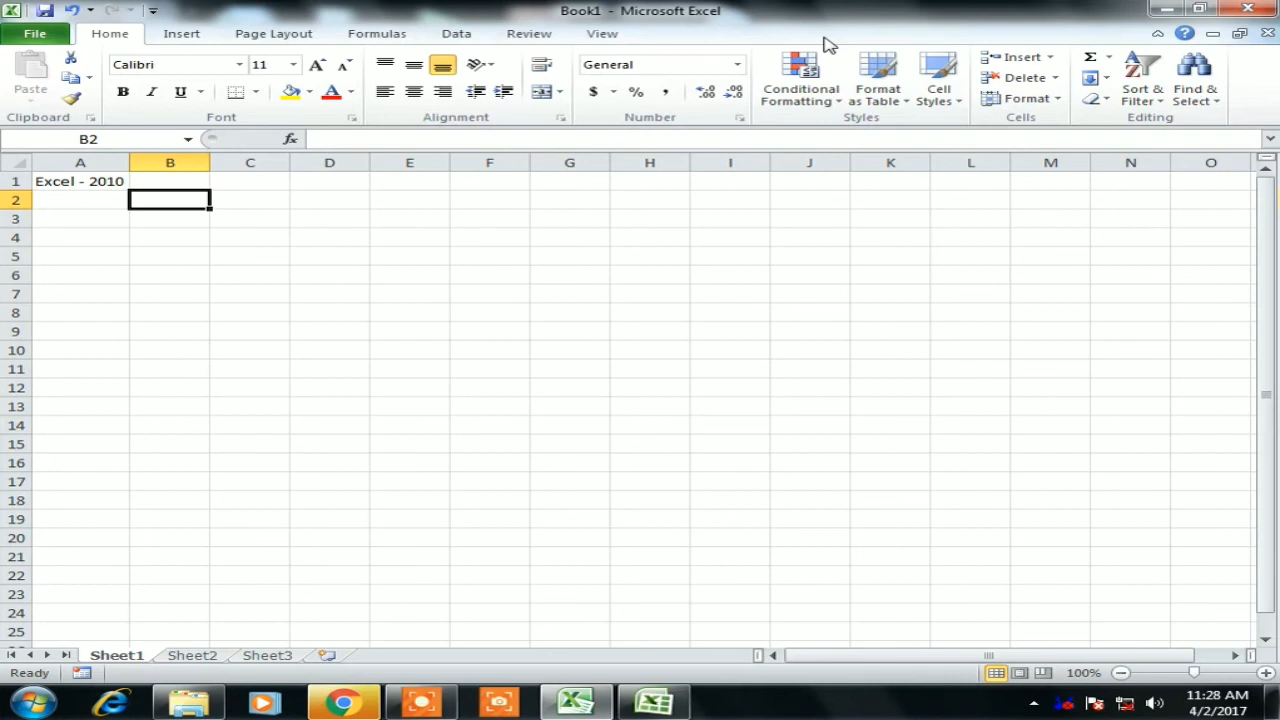 Book1 - Microsoft Excel
File Home Insert Page Layout Formulas Data Review View
Paste
Clipboard
Calibri 11
B I U
A
Font
Alignment
General
$ % ,
Number
Conditional Formatting
Format as Table
Cell Styles
Styles
Insert
Delete
Format
Cells
Σ
Sort & Filter
Find & Select
Editing
B2
fx
A B C D E F G H I J K L M N O
1 Excel - 2010
2
3
4
5
6
7
8
9
10
11
12
13
14
15
16
17
18
19
20
21
22
23
24
25
Sheet1 Sheet2 Sheet3
Ready
100%
11:28 AM
4/2/2017